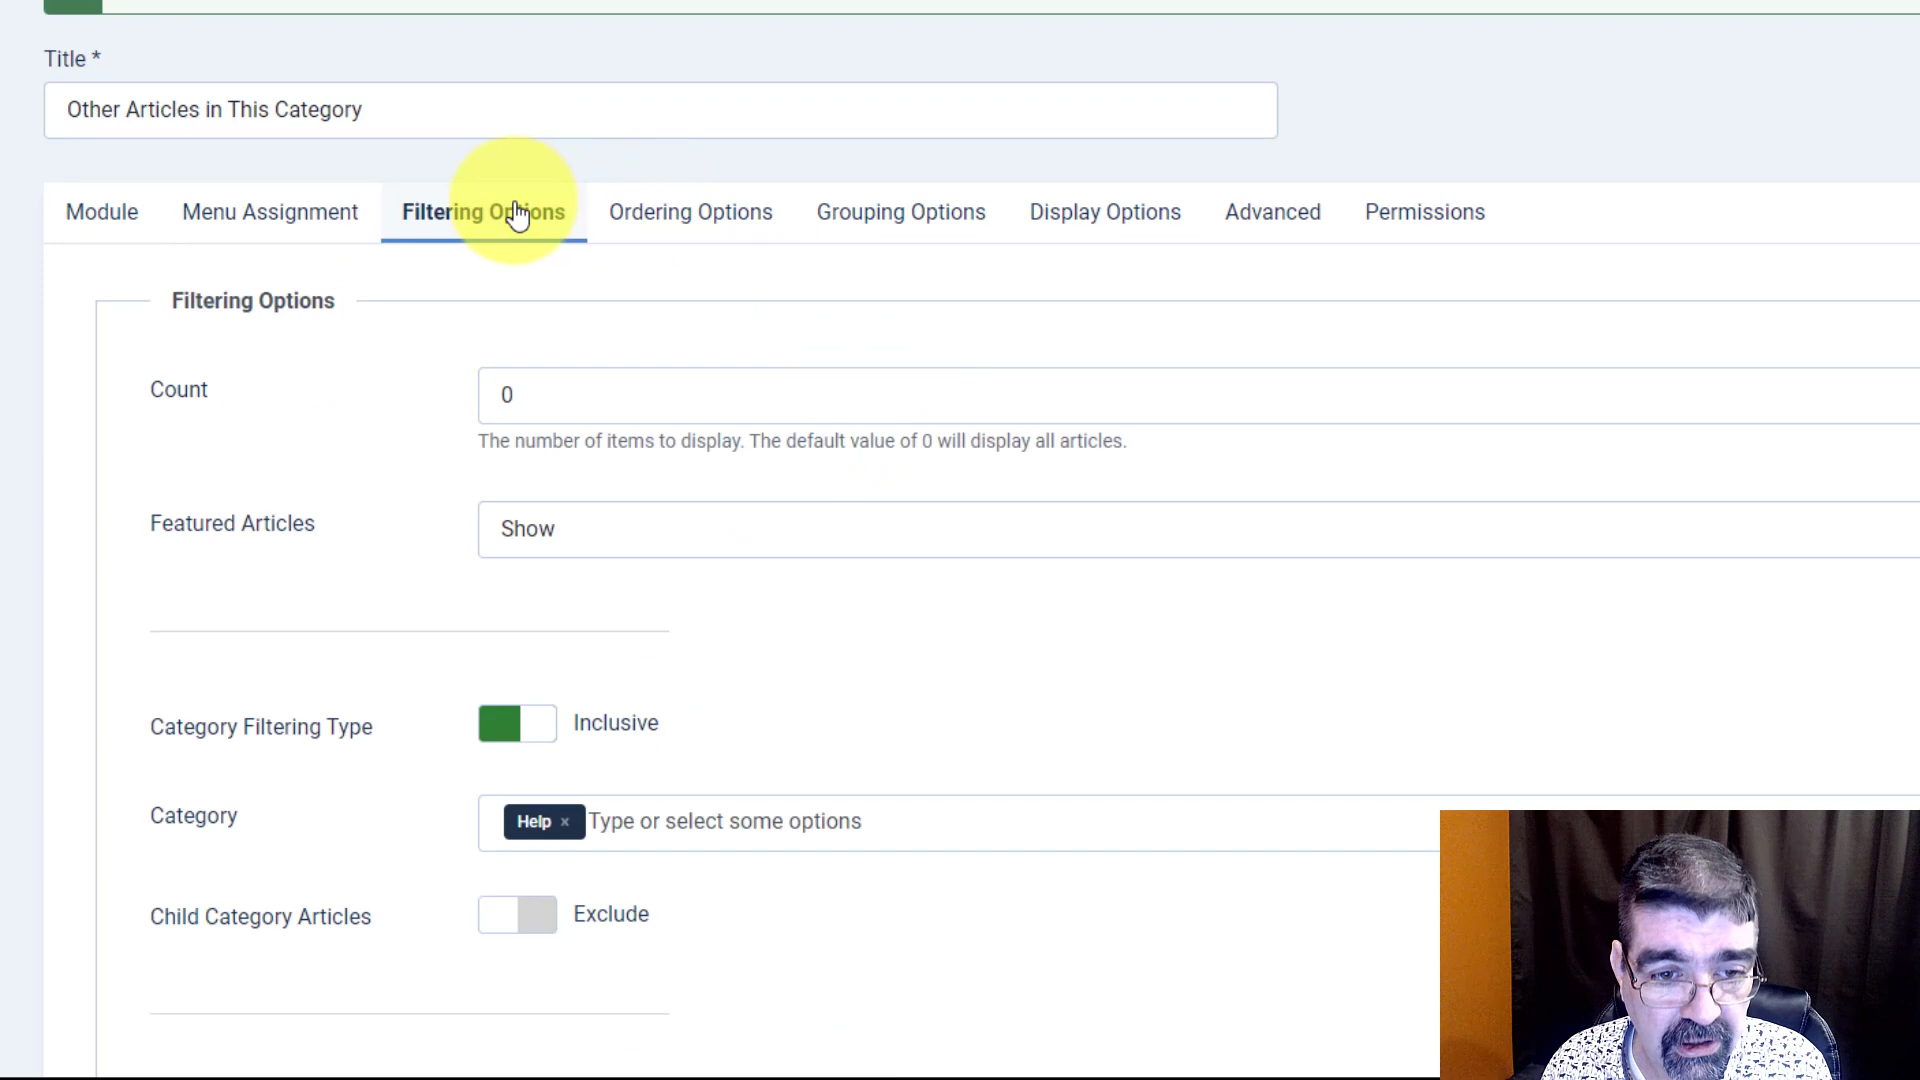 Title *
Other Articles in This Category
Module Menu Assignment Filtering Options Ordering Options Grouping Options Display Options Advanced Permissions
Filtering Options
Count 0
The number of items to display. The default value of 0 will display all articles.
Featured Articles Show
Category Filtering Type Inclusive
Category Help × Type or select some options
Child Category Articles Exclude